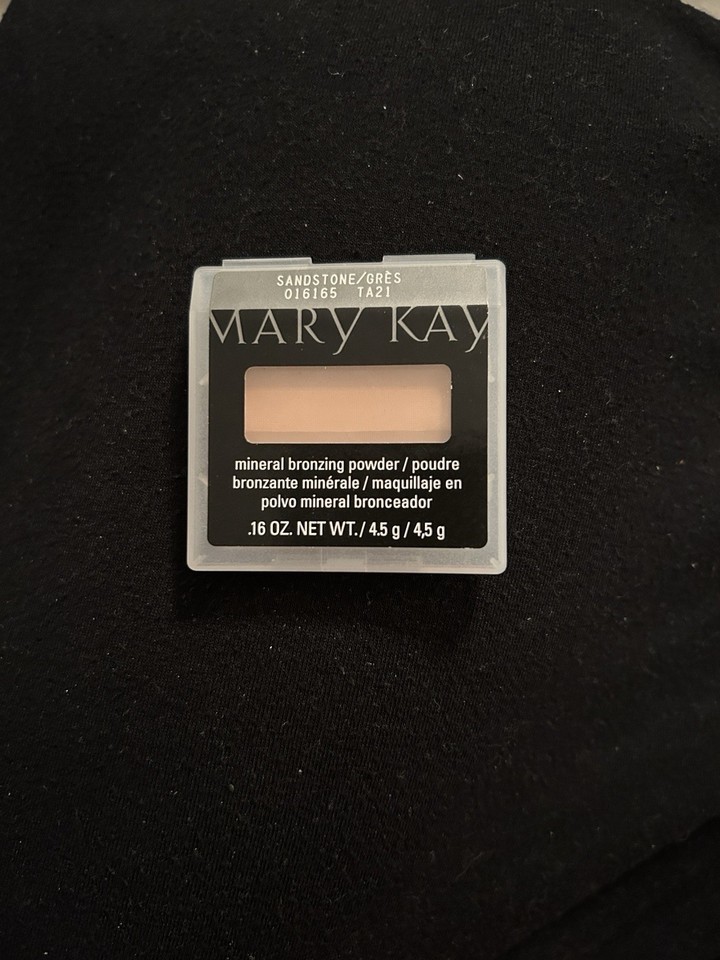 SANDSTONE/GRÈS
016165 TA21
MARY KAY
mineral bronzing powder / poudre
bronzante minérale / maquillaje en
polvo mineral bronceador
.16 OZ. NET WT. / 4.5 g / 4,5 g